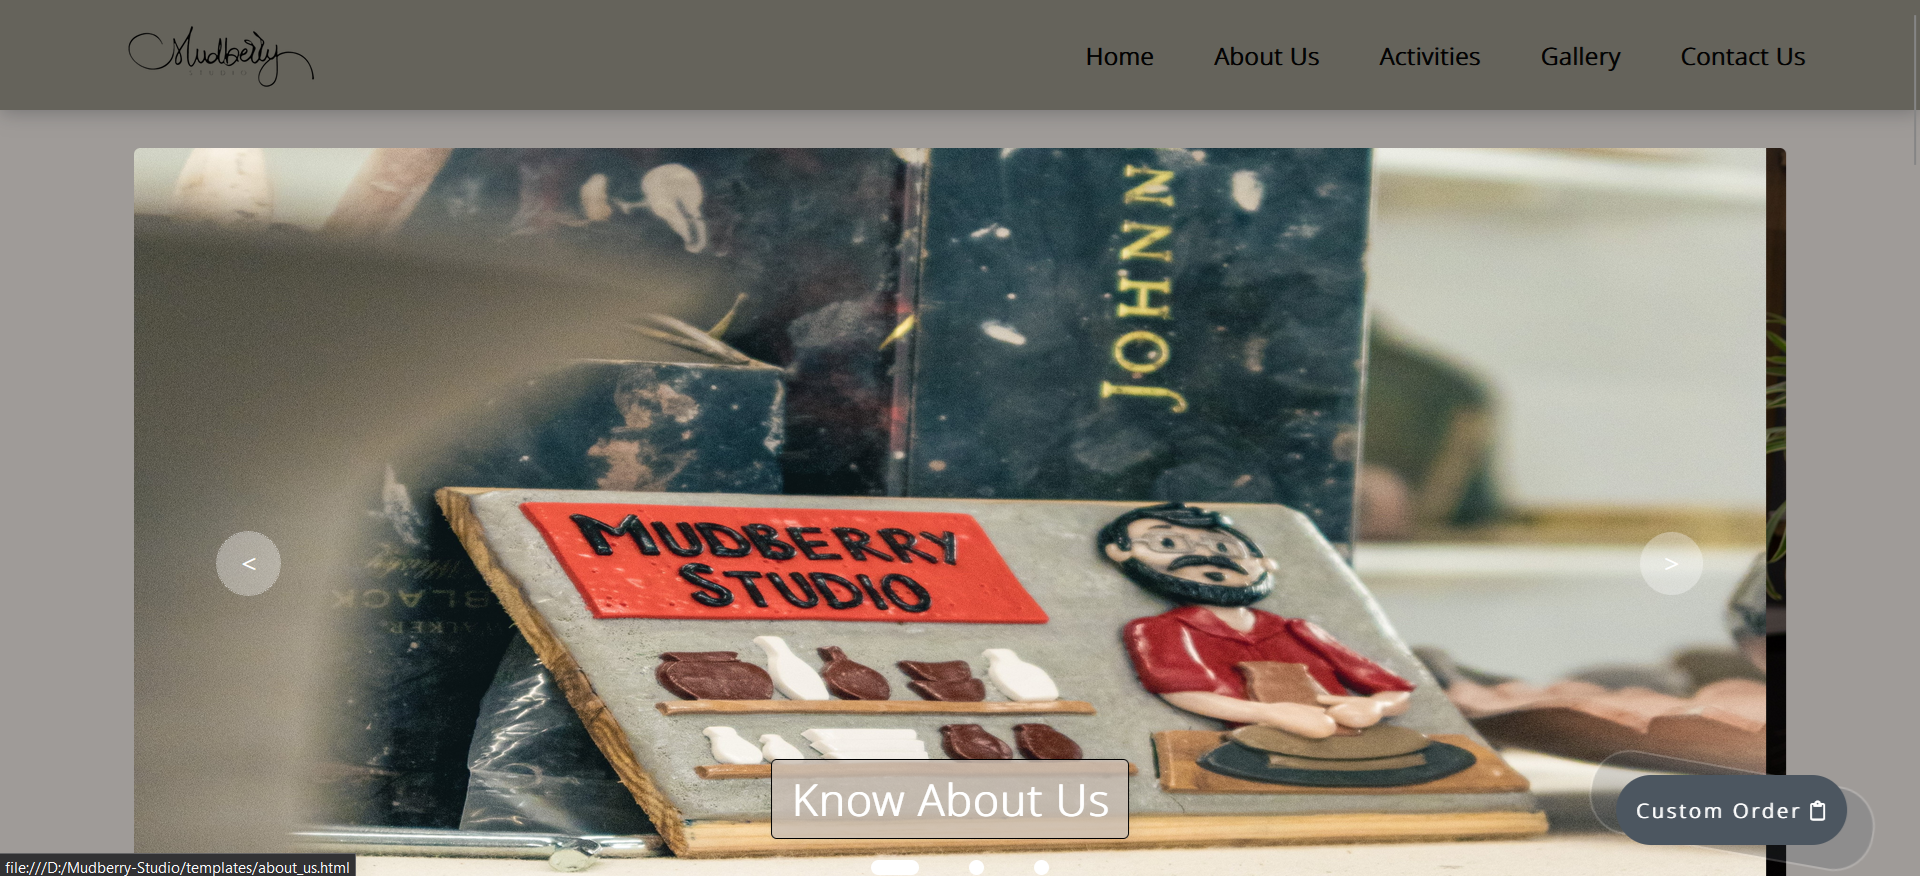 Mudberry
STUDIO
Home
About Us
Activities
Gallery
Contact Us
JOHNN
MUDBERRY
STUDIO
BLACK
<
>
Know About Us
Custom Order
file:///D:/Mudberry-Studio/templates/about_us.html